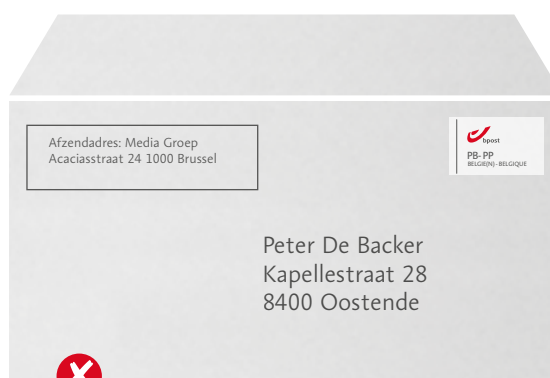 Afzendadres: Media Groep
Acaciasstraat 24 1000 Brussel
bpost
PB-PP
BELGIE(N)-BELGIQUE
Peter De Backer
Kapellestraat 28
8400 Oostende